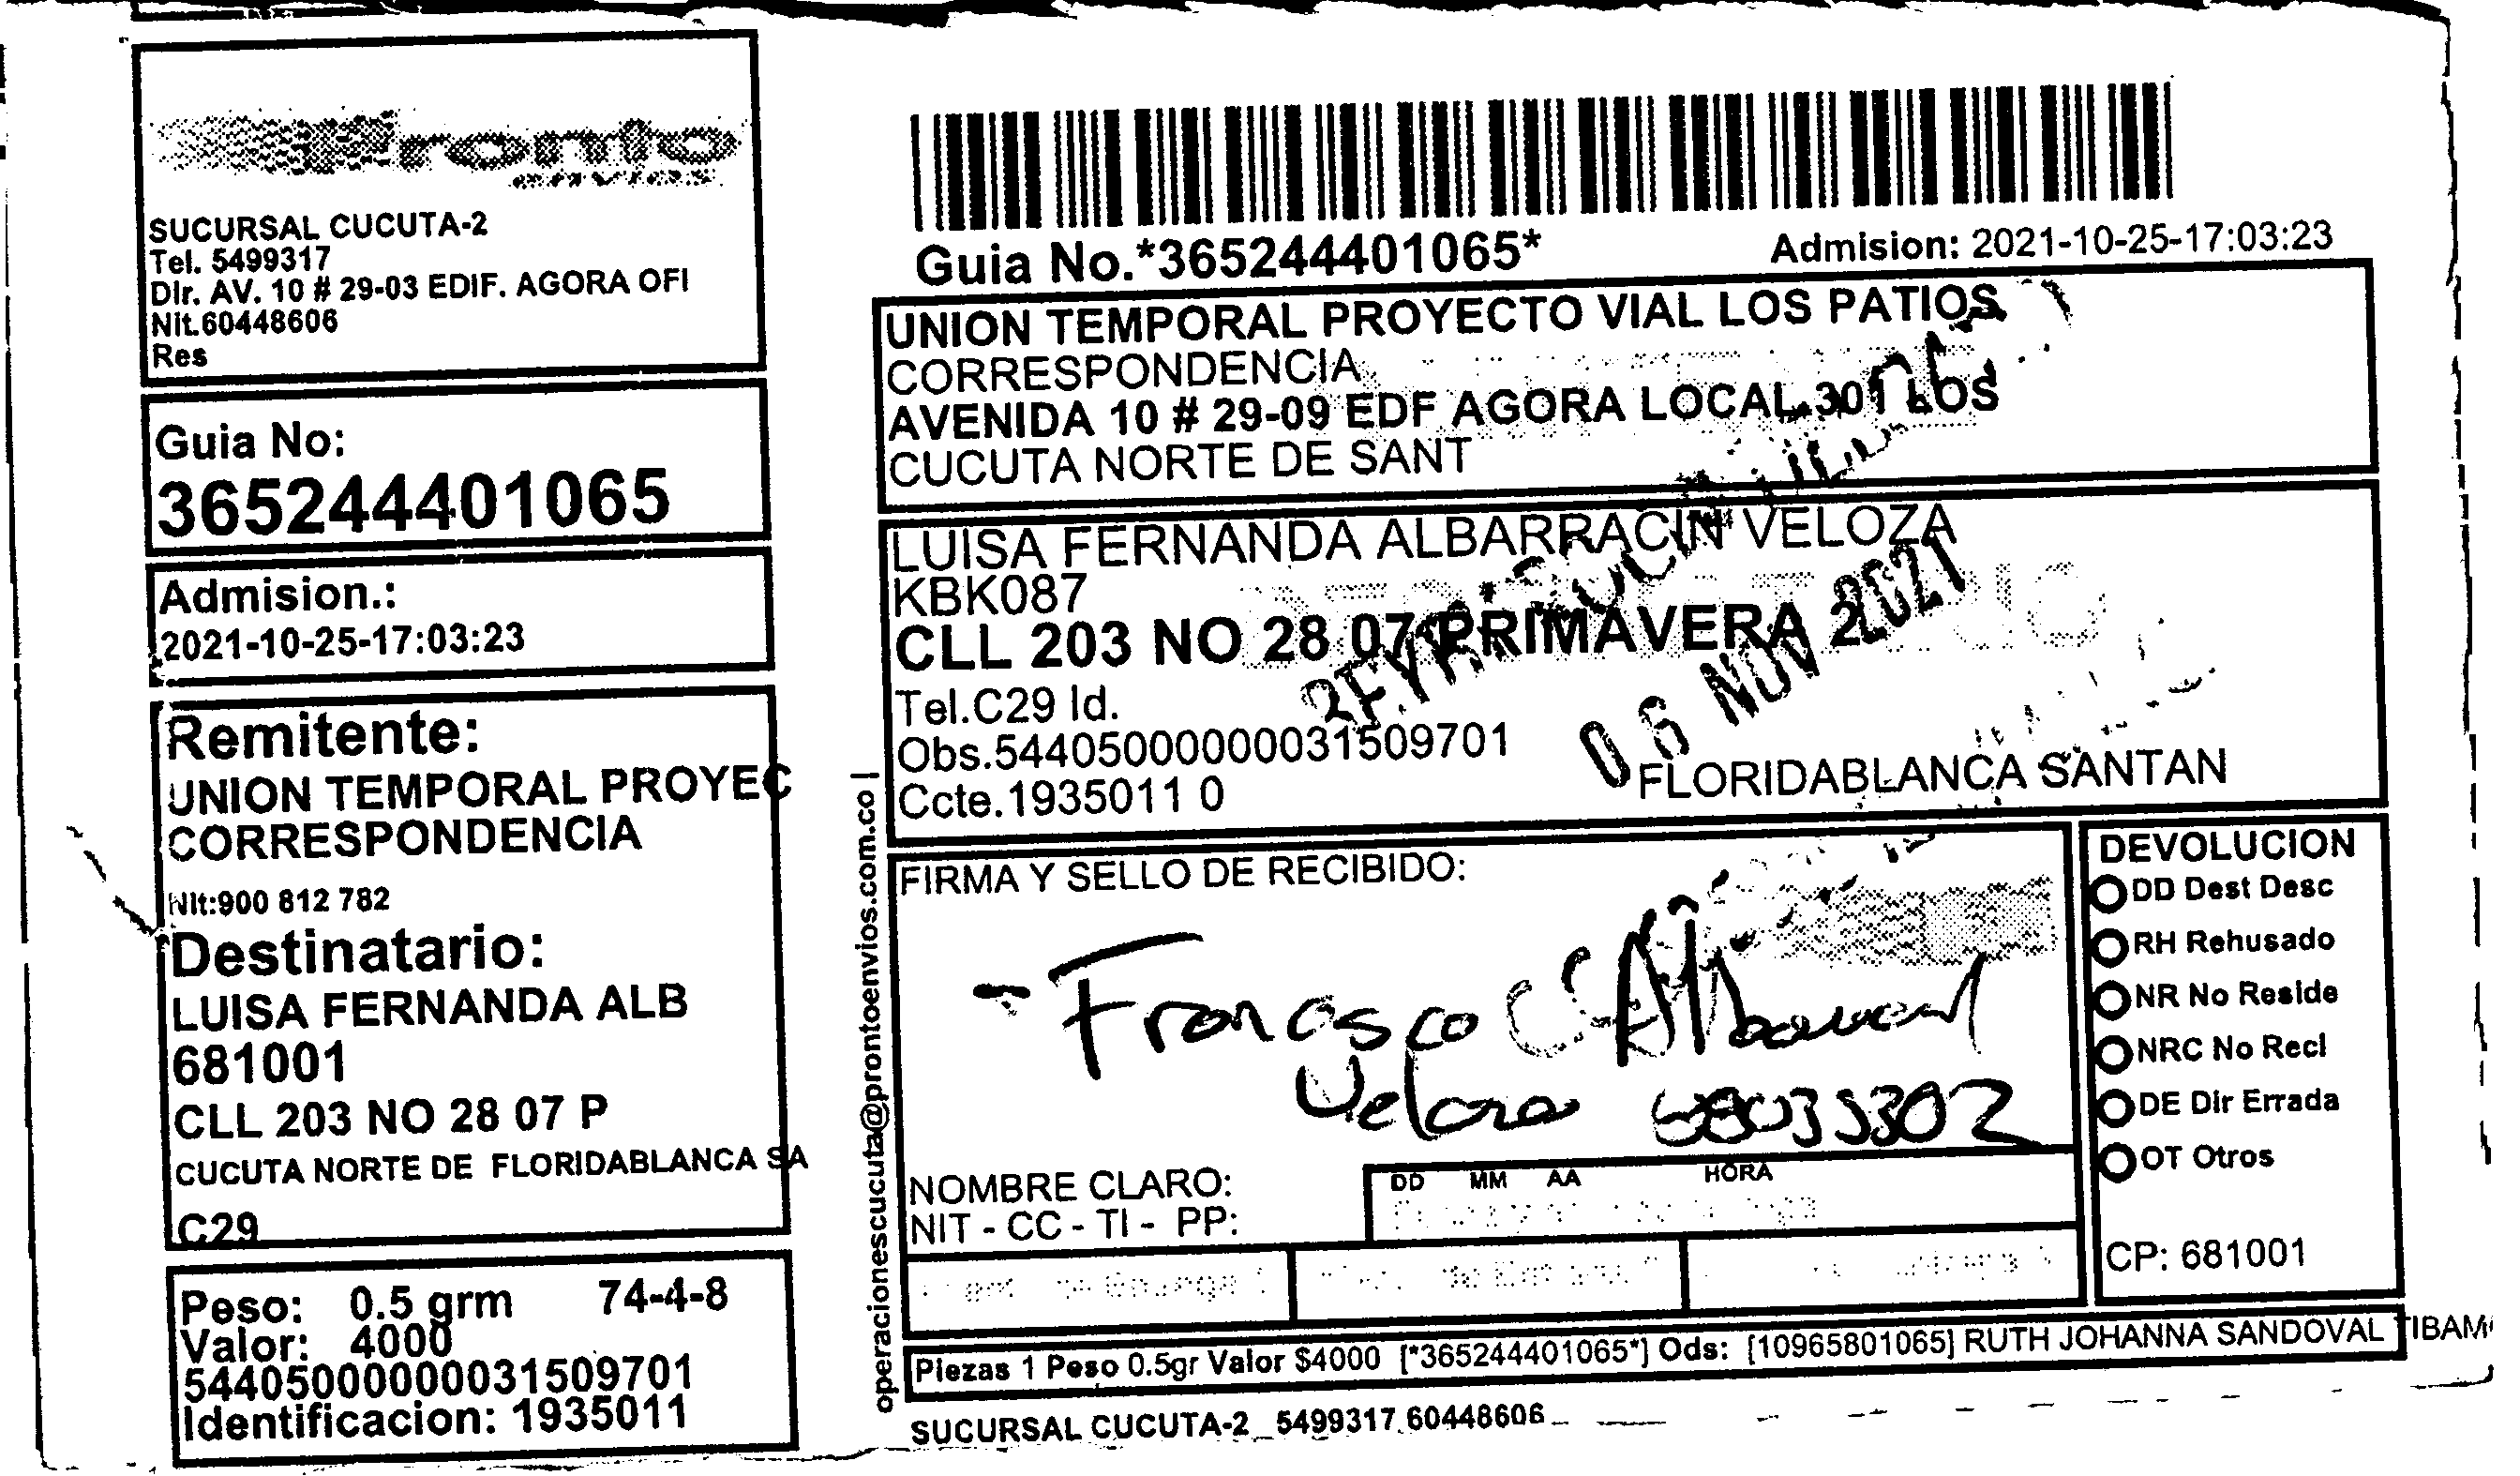 Pronto
SUCURSAL CUCUTA-2
Tel. 5499317
Dir. AV. 10 # 29-03 EDIF. AGORA OFI
Nit.60448606
Res
Guia No:
365244401065
Admision.:
2021-10-25-17:03:23
Remitente:
UNION TEMPORAL PROYEC
CORRESPONDENCIA
Nit:900 812 782
Destinatario:
LUISA FERNANDA ALB
681001
CLL 203 NO 28 07 P
CUCUTA NORTE DE FLORIDABLANCA SA
C29
Peso: 0.5 grm 74-4-8
Valor: 4000
544050000000031509701
Identificacion: 1935011
operacionescucuta@prontoenvios.com.co |
Guia No.*365244401065* Admision: 2021-10-25-17:03:23
UNION TEMPORAL PROYECTO VIAL LOS PATIOS
CORRESPONDENCIA
AVENIDA 10 # 29-09 EDF AGORA LOCAL 301 LOS
CUCUTA NORTE DE SANT
LUISA FERNANDA ALBARRACIN VELOZA
KBK087
CLL 203 NO 28 07 PRIMAVERA 2
Tel.C29 Id.
Obs.544050000000031509701
06 NOV 2021
FLORIDABLANCA SANTAN
Ccte.1935011 0
FIRMA Y SELLO DE RECIBIDO:
Francisco
NOMBRE CLARO:
NIT - CC - TI - PP:
DD MM AA HORA
DEVOLUCION
DD Dest Desc
RH Rehusado
NR No Reside
NRC No Recl
DE Dir Errada
OT Otros
CP: 681001
Piezas 1 Peso 0.5gr Valor $4000 [*365244401065*] Ods: [10965801065] RUTH JOHANNA SANDOVAL TIBAM
SUCURSAL CUCUTA-2 5499317 60448606